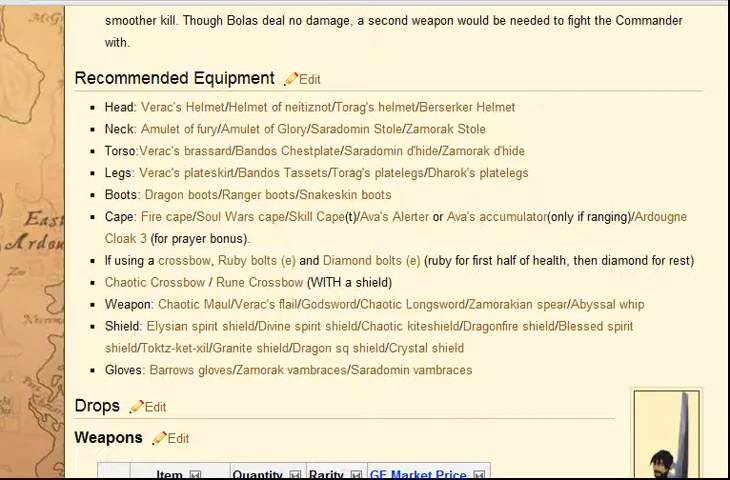 smoother kill. Though Bolas deal no damage, a second weapon would be needed to fight the Commander
with.
Recommended Equipment Edit
Head: Verac's Helmet/Helmet of neitiznot/Torag's helmet/Berserker Helmet
Neck: Amulet of fury/Amulet of Glory/Saradomin Stole/Zamorak Stole
Torso:Verac's brassard/Bandos Chestplate/Saradomin d'hide/Zamorak d'hide
Legs: Verac's plateskirt/Bandos Tassets/Torag's platelegs/Dharok's platelegs
Boots: Dragon boots/Ranger boots/Snakeskin boots
Cape: Fire cape/Soul Wars cape/Skill Cape(t)/Ava's Alerter or Ava's accumulator(only if ranging)/Ardougne
Cloak 3 (for prayer bonus).
If using a crossbow, Ruby bolts (e) and Diamond bolts (e) (ruby for first half of health, then diamond for rest)
Chaotic Crossbow / Rune Crossbow (WITH a shield)
Weapon: Chaotic Maul/Verac's flail/Godsword/Chaotic Longsword/Zamorakian spear/Abyssal whip
Shield: Elysian spirit shield/Divine spirit shield/Chaotic kiteshield/Dragonfire shield/Blessed spirit
shield/Toktz-ket-xil/Granite shield/Dragon sq shield/Crystal shield
Gloves: Barrows gloves/Zamorak vambraces/Saradomin vambraces
East
Ardou
Drops Edit
Weapons Edit
Item Quantity Rarity GE Market Price